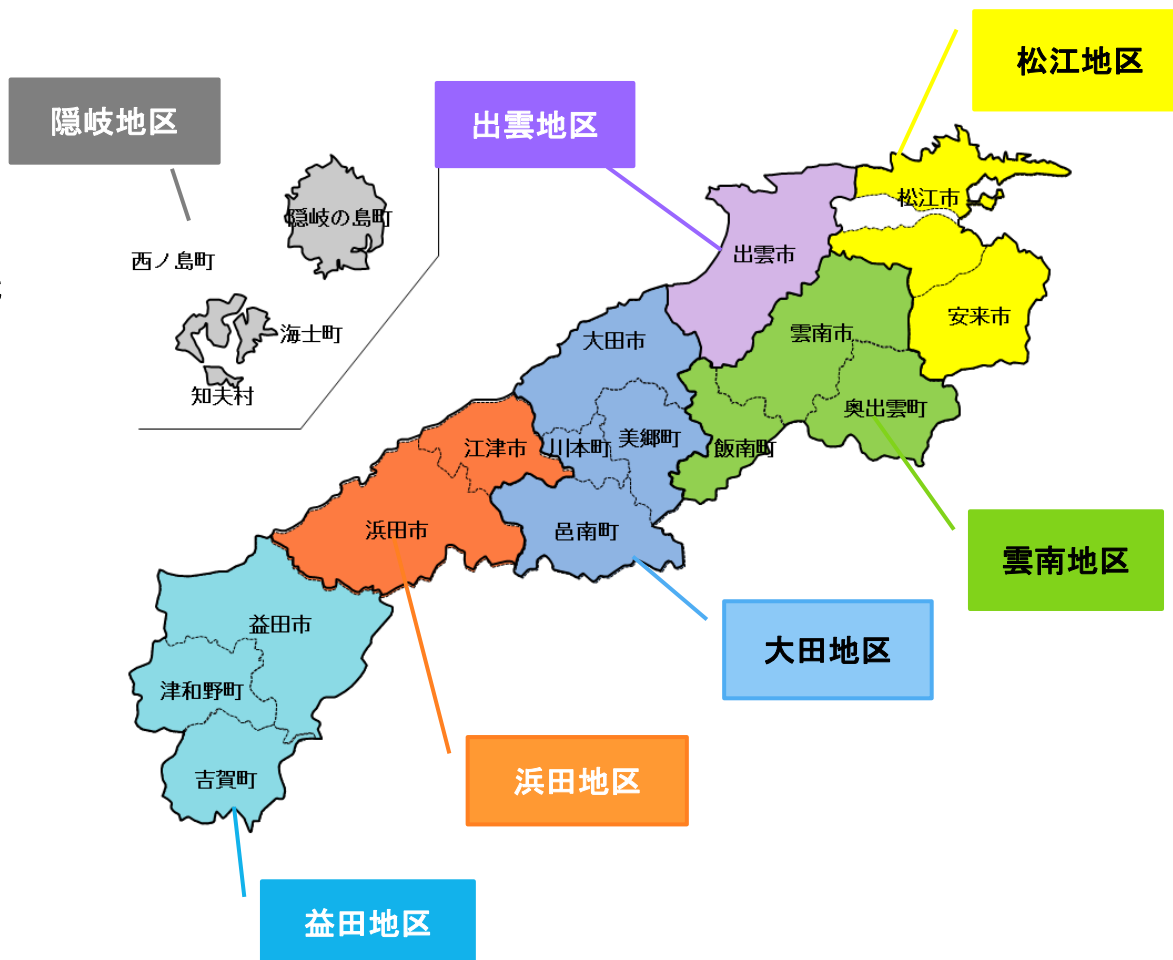 松江地区
隠岐地区
出雲地区
松江市
隠岐の島町
西ノ島町
出雲市
安来市
海士町
雲南市
大田市
知夫村
奥出雲町
美郷町
江津市
川本町
飯南町
浜田市
邑南町
雲南地区
益田市
大田地区
津和野町
吉賀町
浜田地区
益田地区